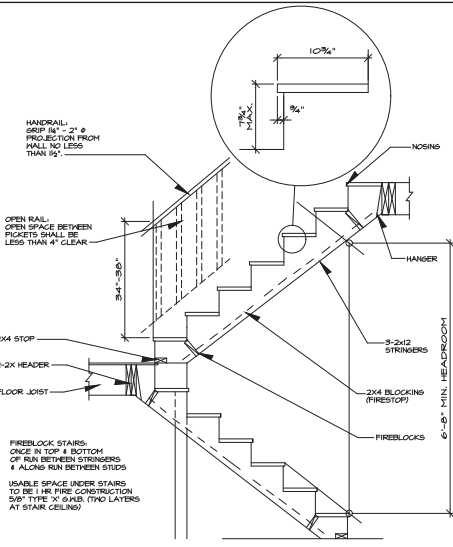 10¾"
7¾" MAX.
¾"
HANDRAIL:
GRIP 1¼" - 2" Φ
PROJECTION FROM
WALL NO LESS
THAN 1½".
NOSING
OPEN RAIL:
OPEN SPACE BETWEEN
PICKETS SHALL BE
LESS THAN 4" CLEAR
HANGER
34"-38"
3-2x12
STRINGERS
2X4 STOP
2-2X HEADER
FLOOR JOIST
2X4 BLOCKING
(FIRESTOP)
6'-8" MIN. HEADROOM
FIREBLOCKS
FIREBLOCK STAIRS:
ONCE IN TOP & BOTTOM
OF RUN BETWEEN STRINGERS
& ALONG RUN BETWEEN STUDS
USABLE SPACE UNDER STAIRS
TO BE 1 HR FIRE CONSTRUCTION
5/8" TYPE 'X' G.W.B. (TWO LAYERS
AT STAIR CEILING)